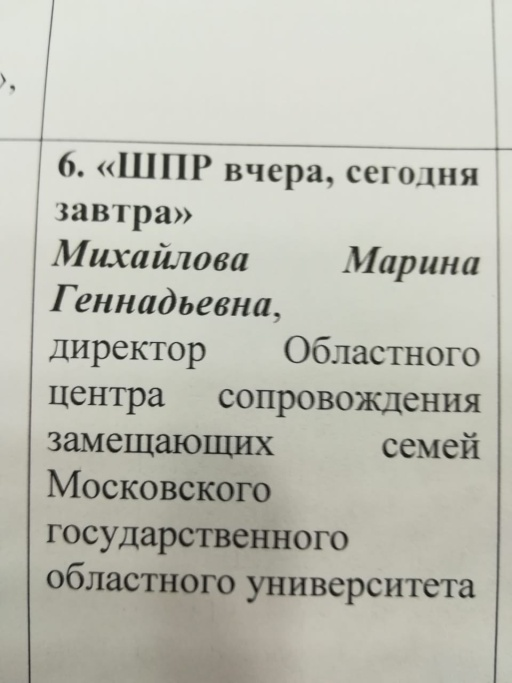 »,
6. «ШПР вчера, сегодня
завтра»
Михайлова Марина
Геннадьевна,
директор Областного
центра сопровождения
замещающих семей
Московского
государственного
областного университета